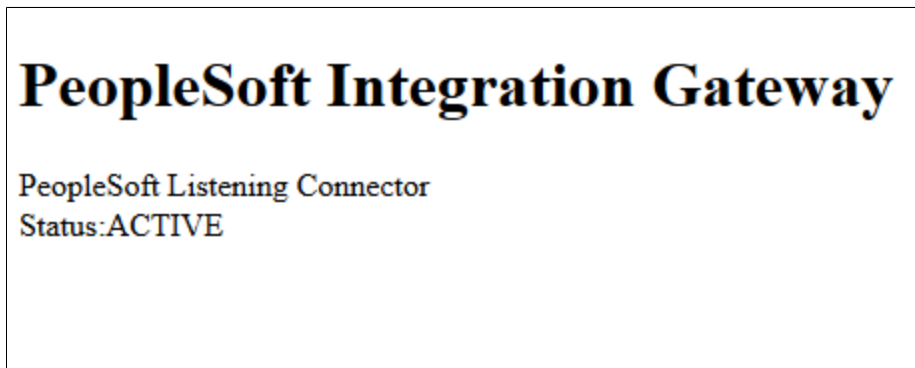 PeopleSoft Integration Gateway
PeopleSoft Listening Connector
Status:ACTIVE